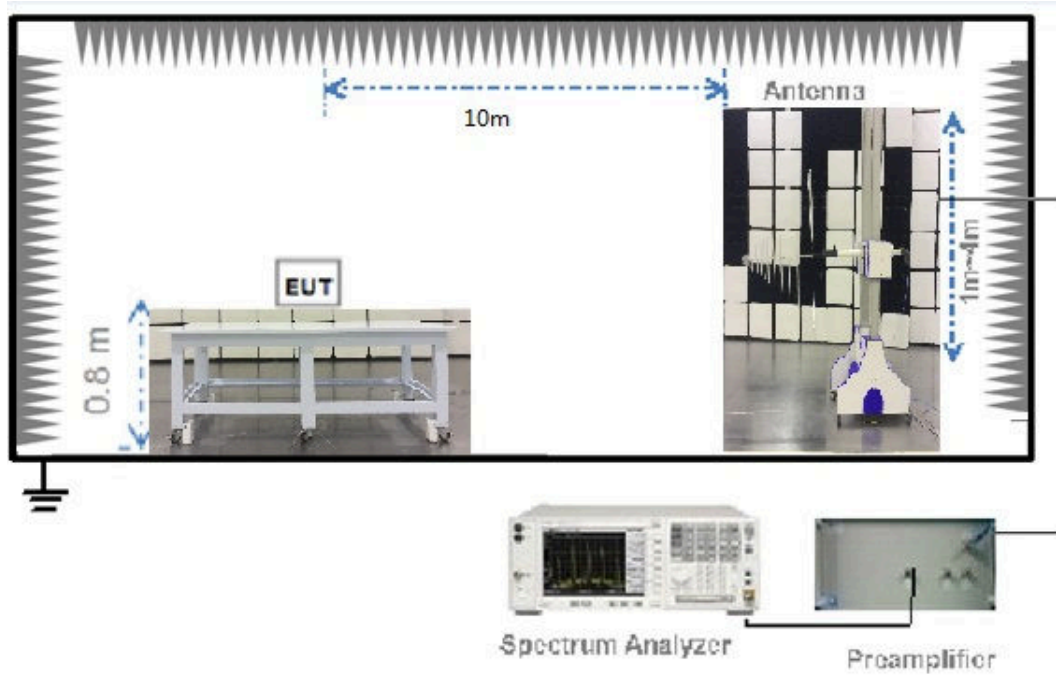 Antenna
10m
1m~4m
EUT
0.8 m
Spectrum Analyzer
Preamplifier